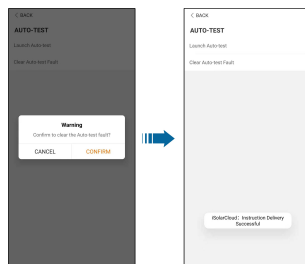 < BACK
AUTO-TEST
Launch Auto-test
Clear Auto-test Fault
Warning
Confirm to clear the Auto-test fault?
CANCEL CONFIRM
< BACK
AUTO-TEST
Launch Auto-test
Clear Auto-test Fault
iSolarCloud: Instruction Delivery
Successful